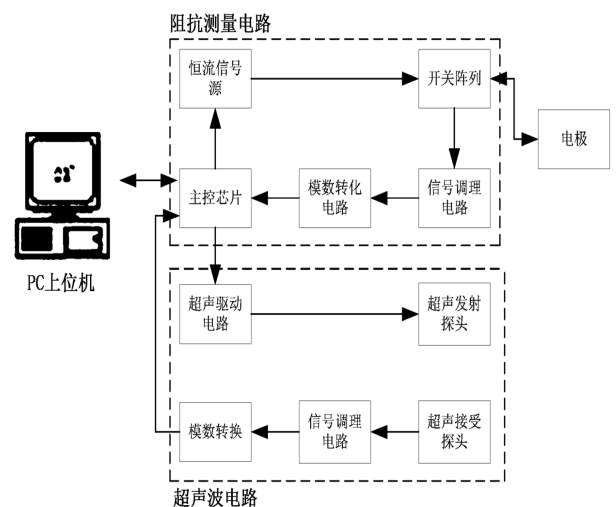 阻抗测量电路
恒流信号
源
开关阵列
电极
主控芯片
模数转化
电路
信号调理
电路
PC上位机
超声驱动
电路
超声发射
探头
模数转换
信号调理
电路
超声接受
探头
超声波电路